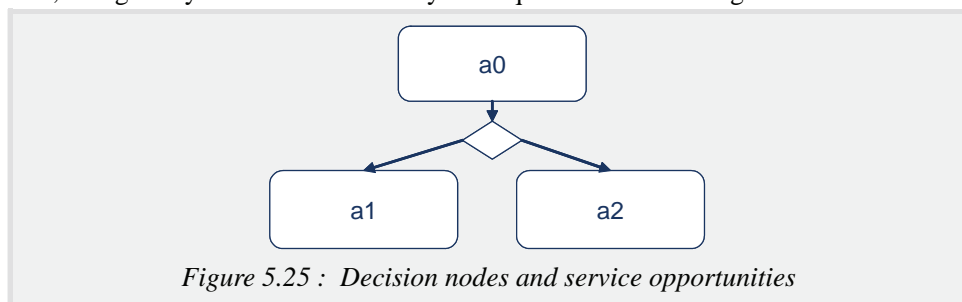 a0
a1 a2
Figure 5.25 : Decision nodes and service opportunities